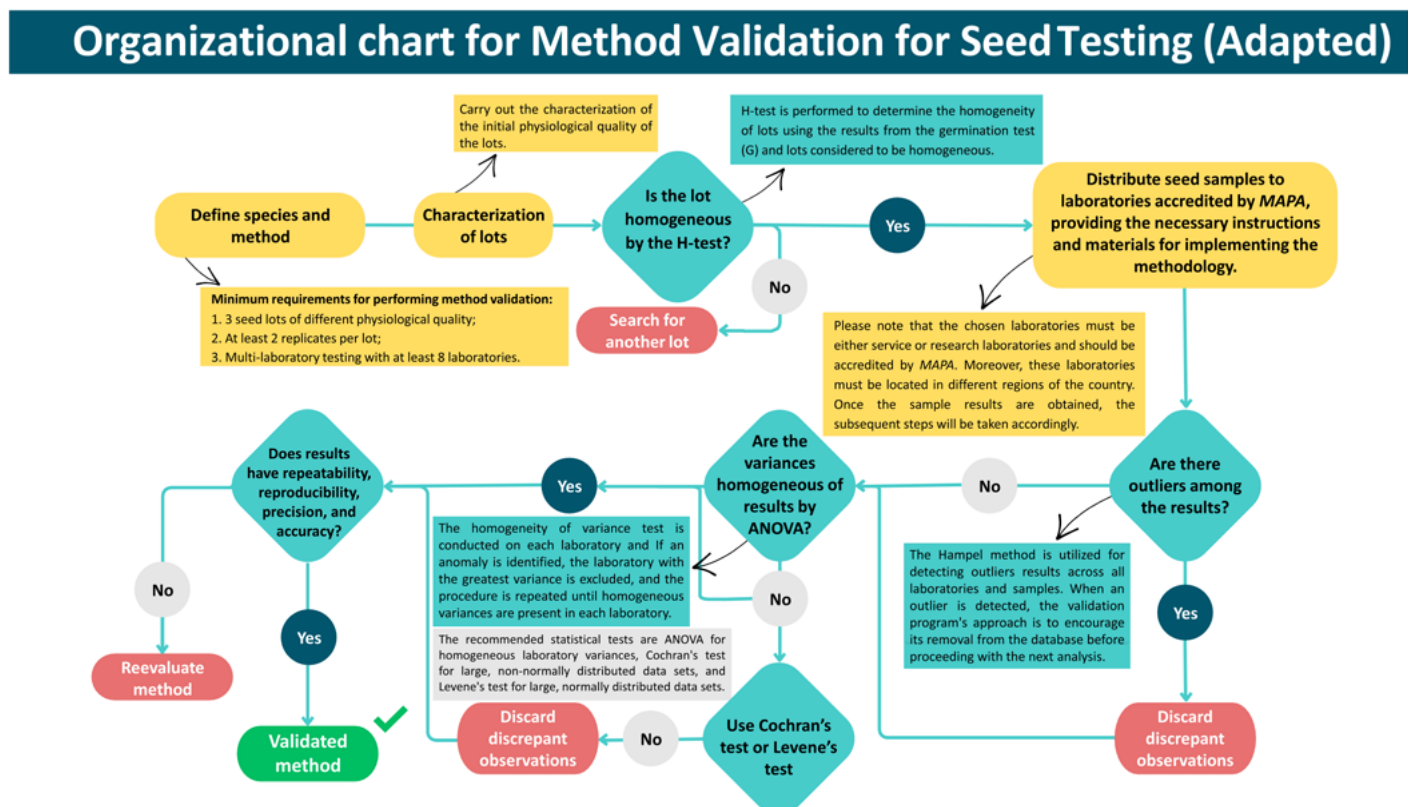 Organizational chart for Method Validation for Seed Testing (Adapted)
Carry out the characterization of
the initial physiological quality of
the lots.
H-test is performed to determine the homogeneity
of lots using the results from the germination test
(G) and lots considered to be homogeneous.
Define species and
method
Characterization
of lots
Is the lot
homogeneous
by the H-test?
Yes
Distribute seed samples to
laboratories accredited by MAPA,
providing the necessary instructions
and materials for implementing the
methodology.
No
Search for
another lot
Minimum requirements for performing method validation:
1. 3 seed lots of different physiological quality;
2. At least 2 replicates per lot;
3. Multi-laboratory testing with at least 8 laboratories.
Please note that the chosen laboratories must be
either service or research laboratories and should be
accredited by MAPA. Moreover, these laboratories
must be located in different regions of the country.
Once the sample results are obtained, the
subsequent steps will be taken accordingly.
Does results
have repeatability,
reproducibility,
precision, and
accuracy?
Yes
Are the
variances
homogeneous of
results by
ANOVA?
No
Are there
outliers among
the results?
The homogeneity of variance test is
conducted on each laboratory and If an
anomaly is identified, the laboratory with
the greatest variance is excluded, and the
procedure is repeated until homogeneous
variances are present in each laboratory.
The Hampel method is utilized for
detecting outliers results across all
laboratories and samples. When an
outlier is detected, the validation
program's approach is to encourage
its removal from the database before
proceeding with the next analysis.
No
Yes
No
Yes
The recommended statistical tests are ANOVA for
homogeneous laboratory variances, Cochran's test
for large, non-normally distributed data sets, and
Levene's test for large, normally distributed data sets.
Reevaluate
method
Validated
method
Discard
discrepant
observations
No
Use Cochran's
test or Levene's
test
Discard
discrepant
observations